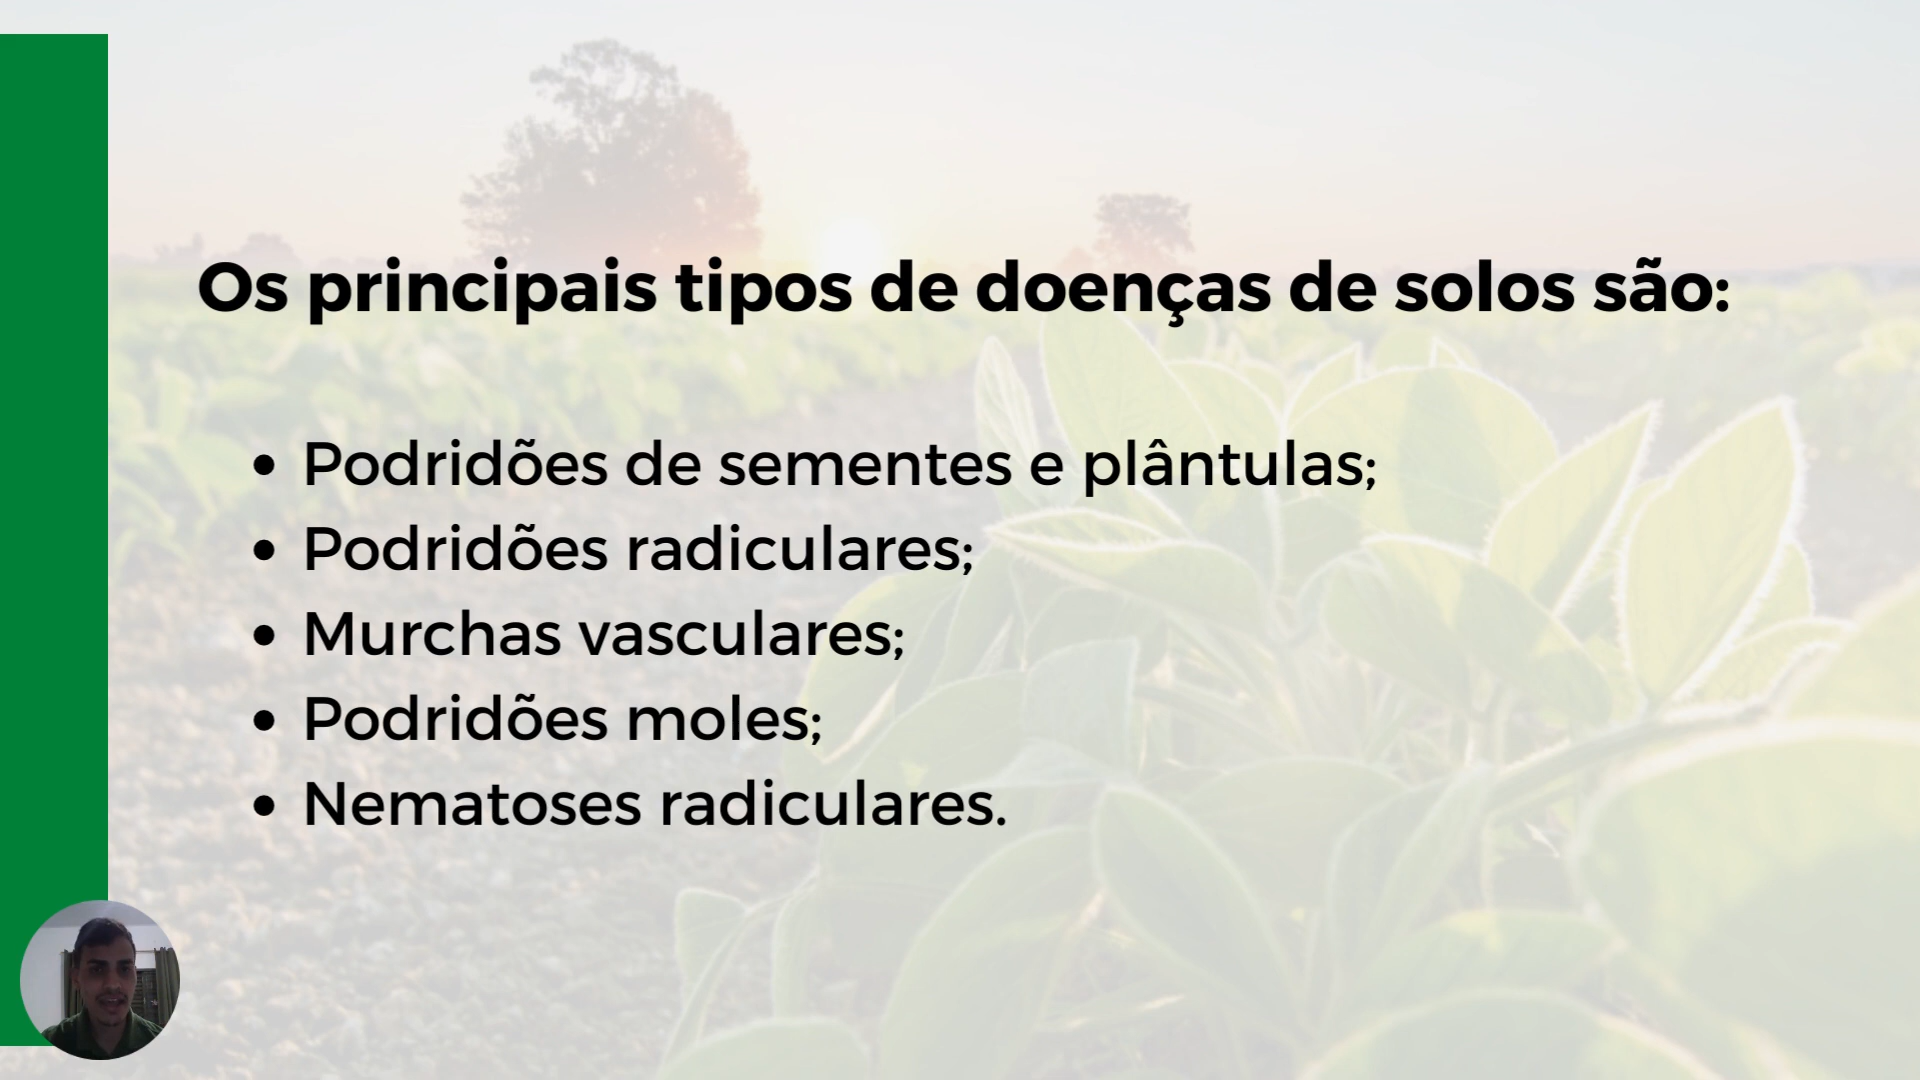 Os principais tipos de doenças de solos são:
• Podridões de sementes e plântulas;
• Podridões radiculares;
• Murchas vasculares;
• Podridões moles;
• Nematoses radiculares.